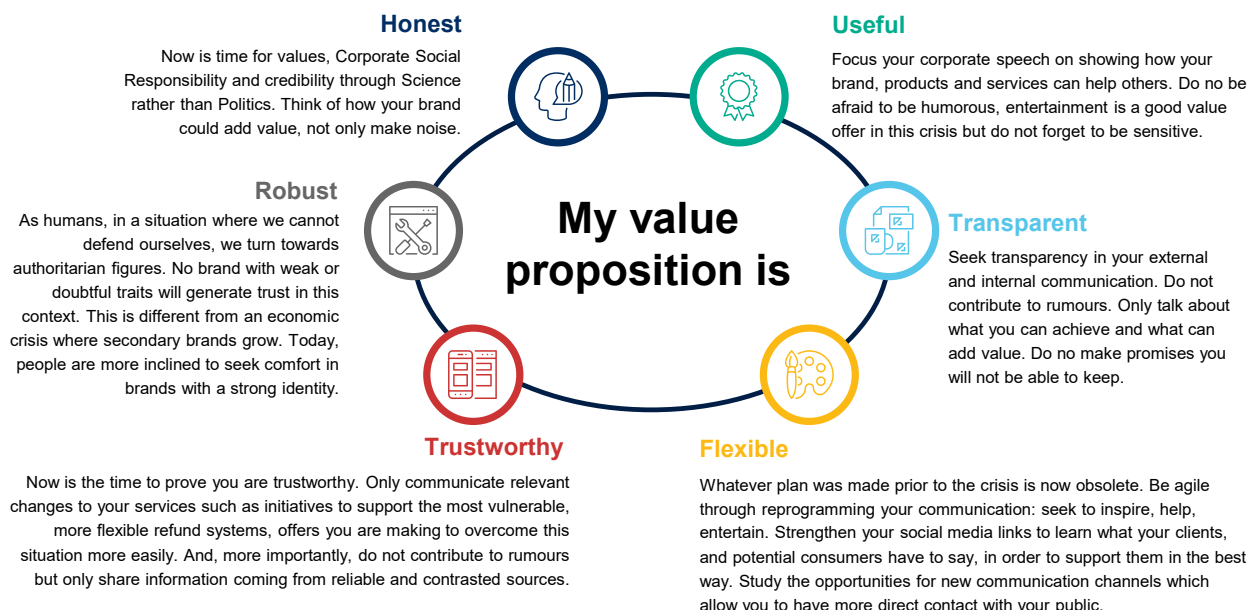 Honest
Now is time for values, Corporate Social
Responsibility and credibility through Science
rather than Politics. Think of how your brand
could add value, not only make noise.
Useful
Focus your corporate speech on showing how your
brand, products and services can help others. Do no be
afraid to be humorous, entertainment is a good value
offer in this crisis but do not forget to be sensitive.
Robust
As humans, in a situation where we cannot
defend ourselves, we turn towards
authoritarian figures. No brand with weak or
doubtful traits will generate trust in this
context. This is different from an economic
crisis where secondary brands grow. Today,
people are more inclined to seek comfort in
brands with a strong identity.
My value
proposition is
Transparent
Seek transparency in your external
and internal communication. Do not
contribute to rumours. Only talk about
what you can achieve and what can
add value. Do no make promises you
will not be able to keep.
Trustworthy
Now is the time to prove you are trustworthy. Only communicate relevant
changes to your services such as initiatives to support the most vulnerable,
more flexible refund systems, offers you are making to overcome this
situation more easily. And, more importantly, do not contribute to rumours
but only share information coming from reliable and contrasted sources.
Flexible
Whatever plan was made prior to the crisis is now obsolete. Be agile
through reprogramming your communication: seek to inspire, help,
entertain. Strengthen your social media links to learn what your clients,
and potential consumers have to say, in order to support them in the best
way. Study the opportunities for new communication channels which
allow you to have more direct contact with your public.